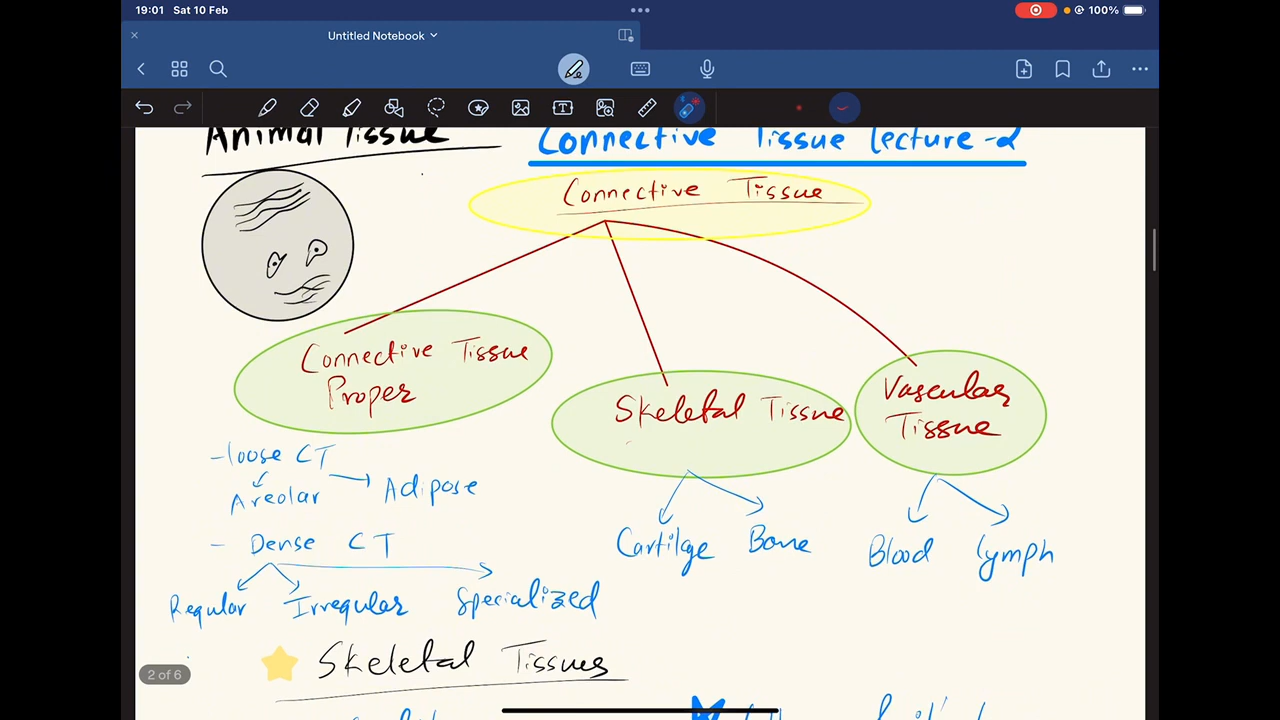 19:01 Sat 10 Feb
100%
Untitled Notebook
Animal Tissue
Connective Tissue lecture -2
Connective Tissue
Connective Tissue
Proper
Skeletal Tissue
Vascular
Tissue
- loose CT
Areolar
Adipose
- Dense CT
Regular
Irregular
Specialized
Cartilge
Bone
Blood
lymph
2 of 6
Skeletal Tissues